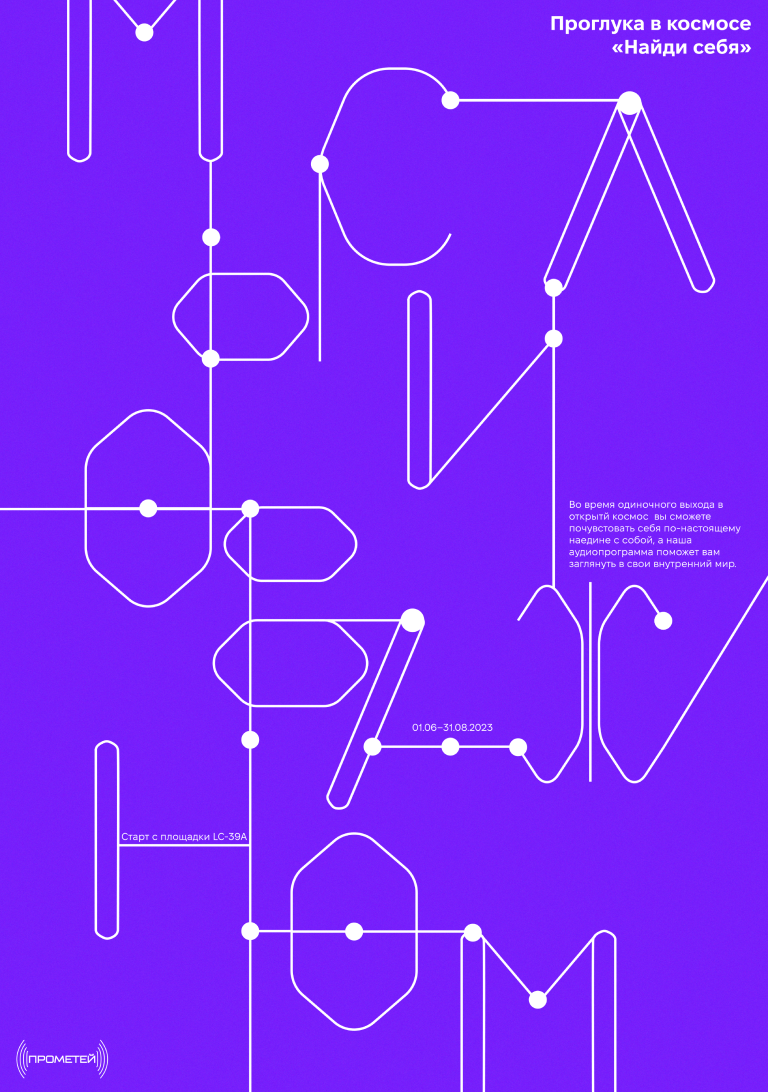 Проглука в космосе
«Найди себя»
Во время одиночного выхода в
открытй космос вы сможете
почувстовать себя по-настоящему
наедине с собой, а наша
аудиопрограмма поможет вам
заглянуть в свои внутренний мир.
01.06–31.08.2023
Старт с площадки LC-39A
ПРОМЕТЕЙ